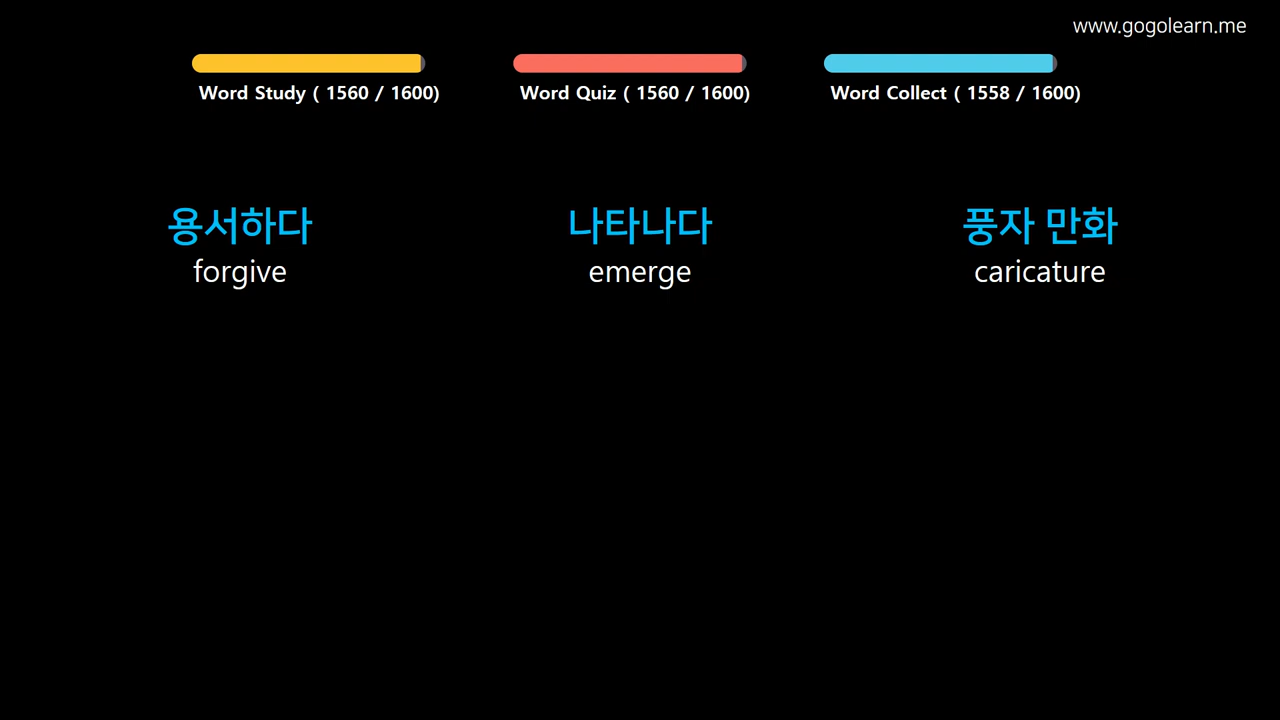 www.gogolearn.me
Word Study ( 1560 / 1600)
Word Quiz ( 1560 / 1600)
Word Collect ( 1558 / 1600)
용서하다
forgive
나타나다
emerge
풍자 만화
caricature